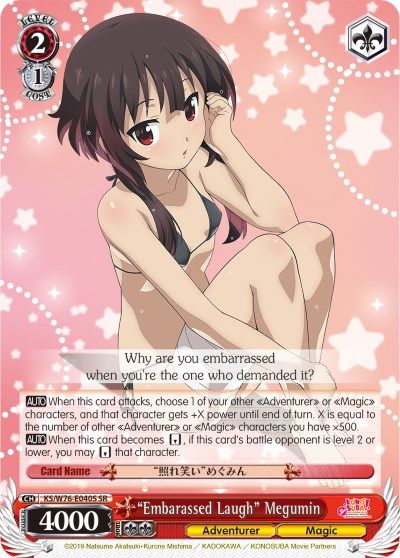 LEVEL
2
1
COST
Why are you embarrassed
when you're the one who demanded it?
AUTO When this card attacks, choose 1 of your other «Adventurer» or «Magic»
characters, and that character gets +X power until end of turn. X is equal to
the number of other «Adventurer» or «Magic» characters you have ×500.
AUTO When this card becomes, if this card's battle opponent is level 2 or
lower, you may that character.
Card Name
"照れ笑い"めぐみん
CH KS/W76-E040S SR
POWER 4000
SOUL
"Embarassed Laugh" Megumin
Adventurer Magic
©2019 Natsume Akatsuki・Kurone Mishima / KADOKAWA / KONOSUBA Movie Partners